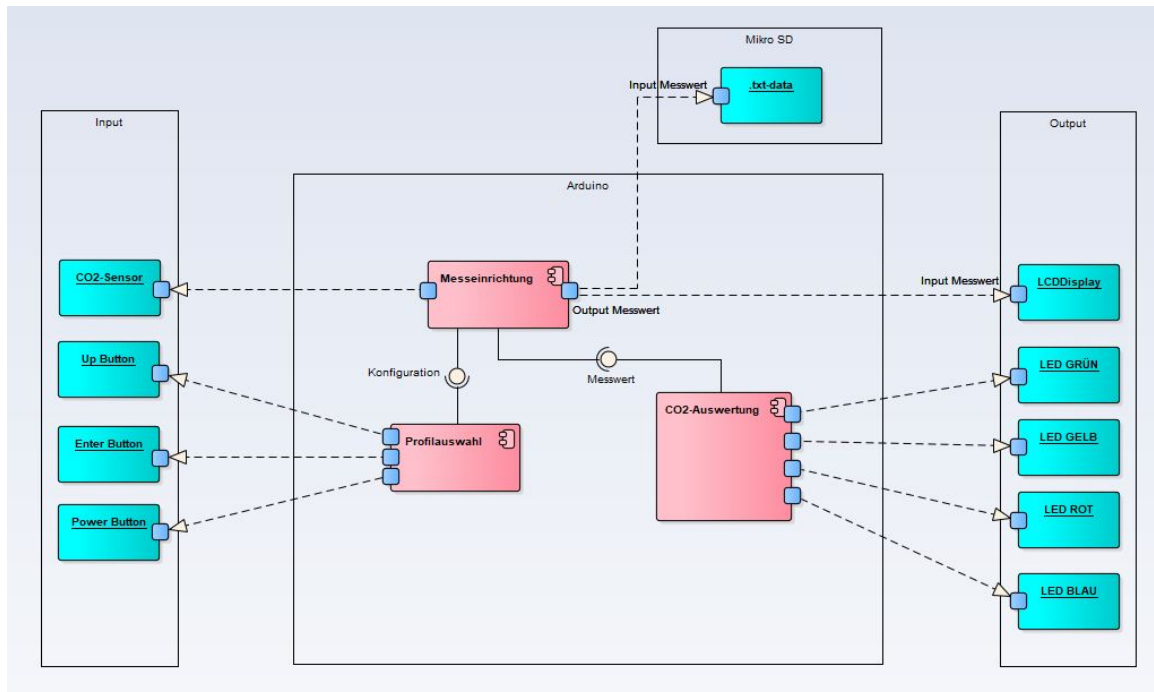 Mikro SD
Input Messwert
.txt-data
Input
Output
Arduino
CO2-Sensor
Messeinrichtung
Input Messwert
LCDDisplay
Output Messwert
Up Button
LED GRÜN
Konfiguration
Messwert
CO2-Auswertung
Enter Button
Profilauswahl
LED GELB
Power Button
LED ROT
LED BLAU